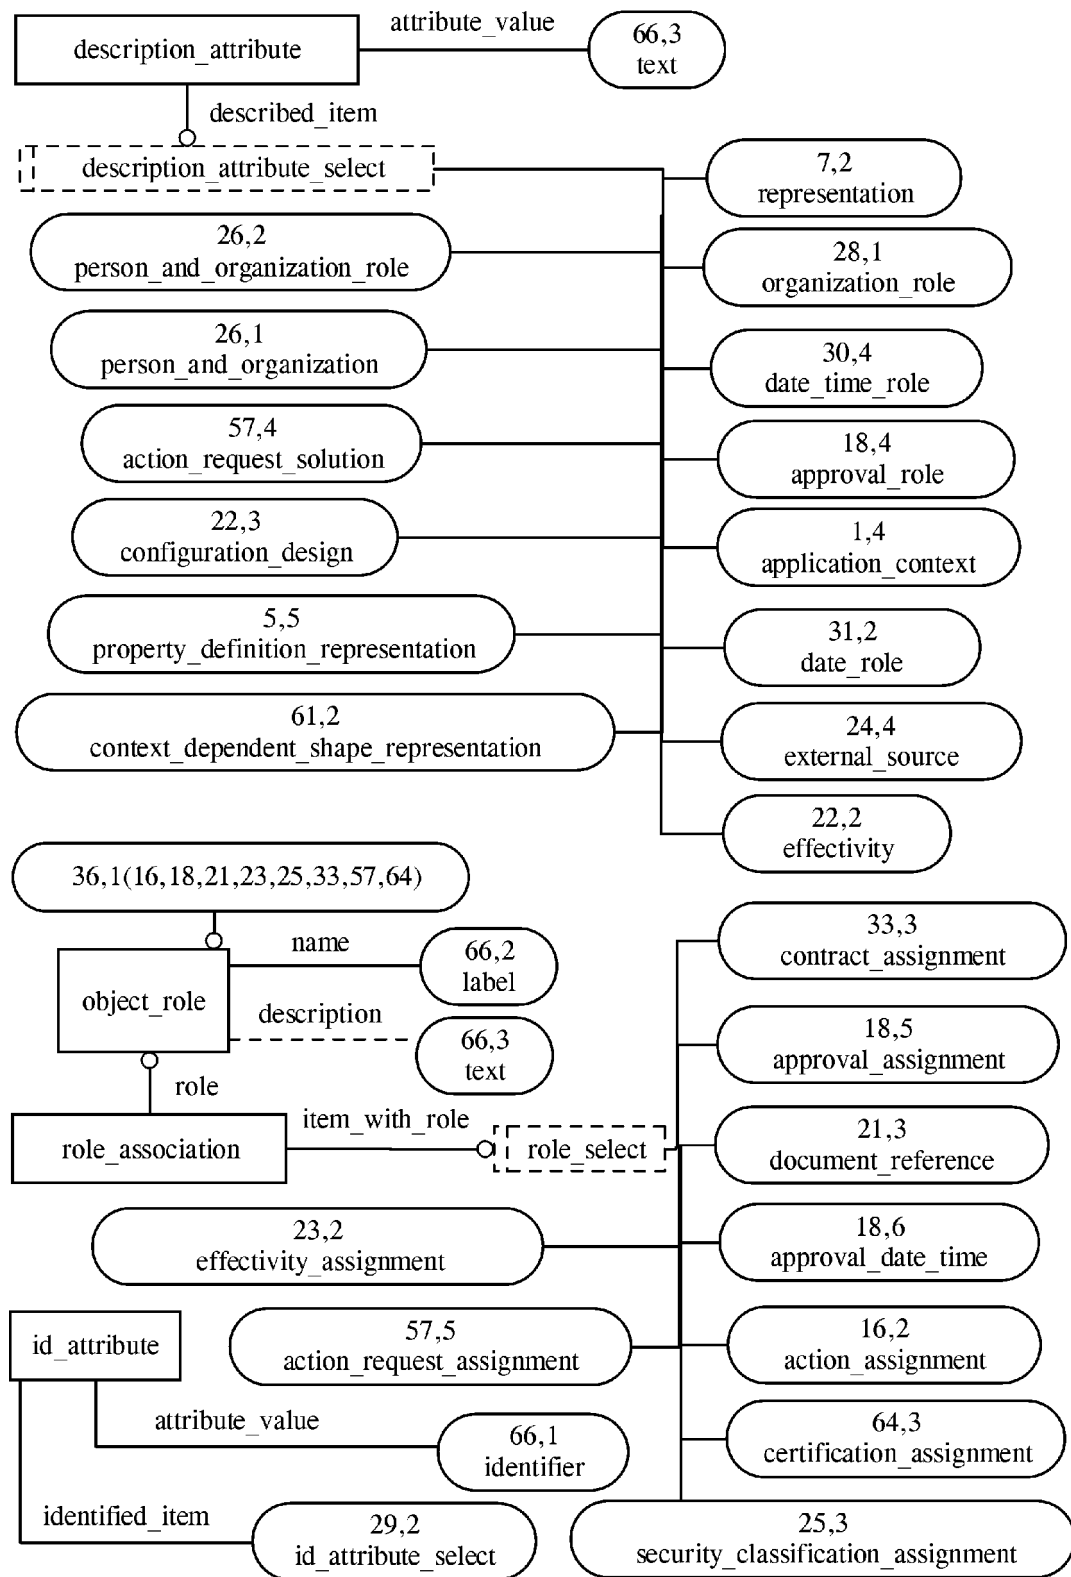 description_attribute
attribute_value
66,3
text
described_item
description_attribute_select
7,2
representation
26,2
person_and_organization_role
28,1
organization_role
26,1
person_and_organization
30,4
date_time_role
57,4
action_request_solution
18,4
approval_role
22,3
configuration_design
1,4
application_context
5,5
property_definition_representation
31,2
date_role
61,2
context_dependent_shape_representation
24,4
external_source
22,2
effectivity
36,1(16,18,21,23,25,33,57,64)
object_role
name
66,2
label
description
66,3
text
33,3
contract_assignment
18,5
approval_assignment
role
role_association
item_with_role
role_select
21,3
document_reference
23,2
effectivity_assignment
18,6
approval_date_time
id_attribute
57,5
action_request_assignment
16,2
action_assignment
attribute_value
66,1
identifier
64,3
certification_assignment
identified_item
29,2
id_attribute_select
25,3
security_classification_assignment